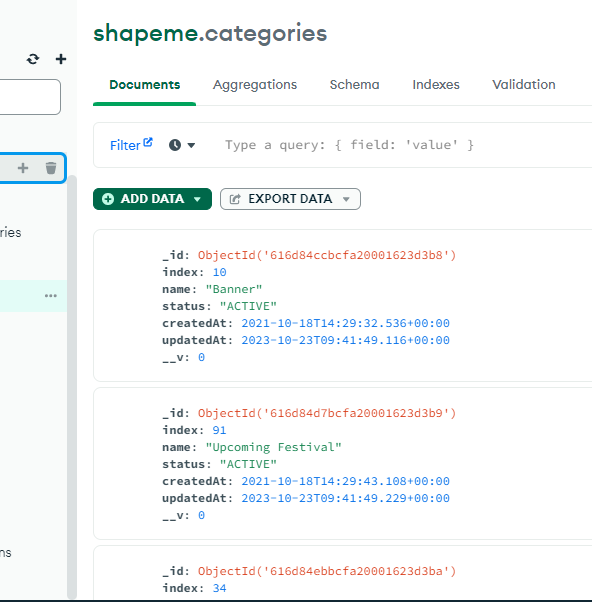 shapeme.categories
Documents
Aggregations
Schema
Indexes
Validation
Filter
Type a query: { field: 'value' }
ADD DATA
EXPORT DATA
ries
_id: ObjectId('616d84ccbcfa20001623d3b8')
index: 10
name: "Banner"
status: "ACTIVE"
createdAt: 2021-10-18T14:29:32.536+00:00
updatedAt: 2023-10-23T09:41:49.116+00:00
__v: 0
_id: ObjectId('616d84d7bcfa20001623d3b9')
index: 91
name: "Upcoming Festival"
status: "ACTIVE"
createdAt: 2021-10-18T14:29:43.108+00:00
updatedAt: 2023-10-23T09:41:49.229+00:00
__v: 0
ns
_id: ObjectId('616d84ebbcfa20001623d3ba')
index: 34